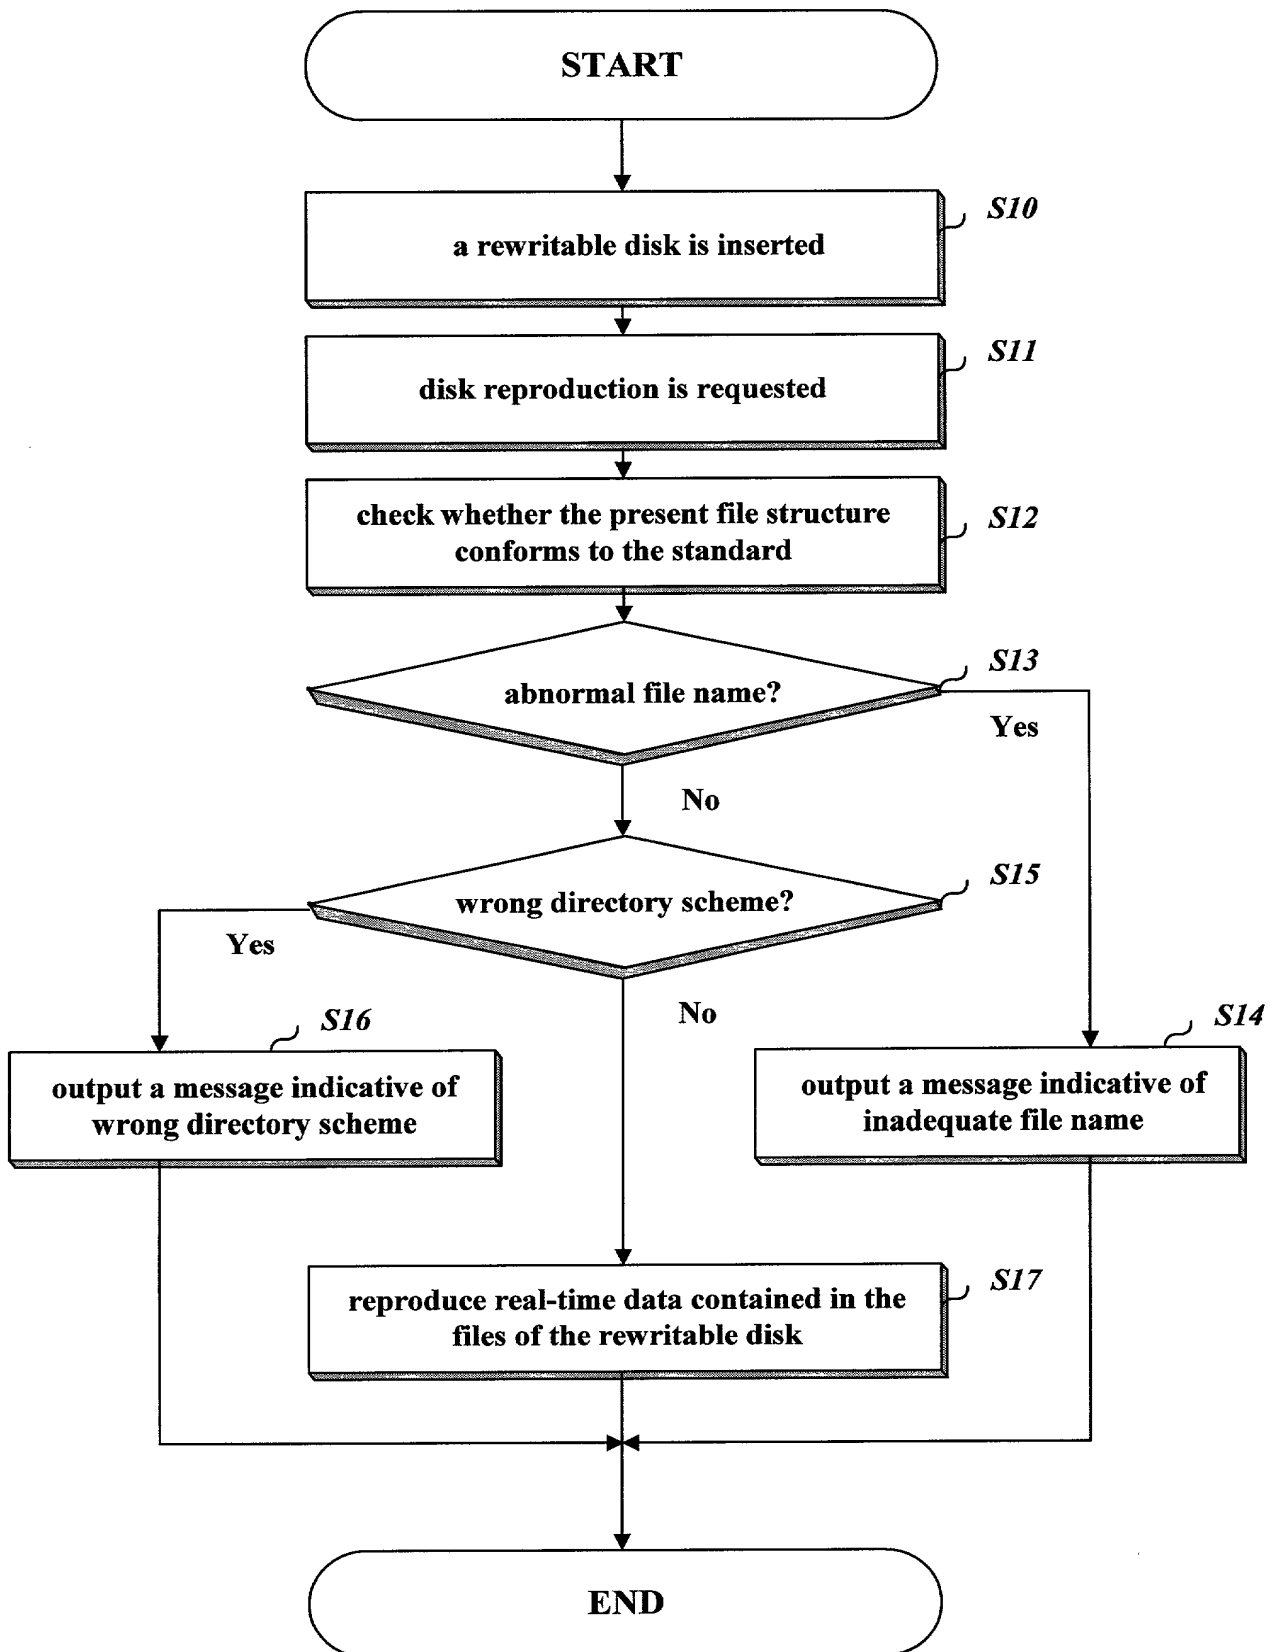 START
S10
a rewritable disk is inserted
S11
disk reproduction is requested
check whether the present file structure
conforms to the standard
S12
S13
abnormal file name?
Yes
No
S15
wrong directory scheme?
Yes
No
S16
output a message indicative of
wrong directory scheme
S14
output a message indicative of
inadequate file name
S17
reproduce real-time data contained in the
files of the rewritable disk
END